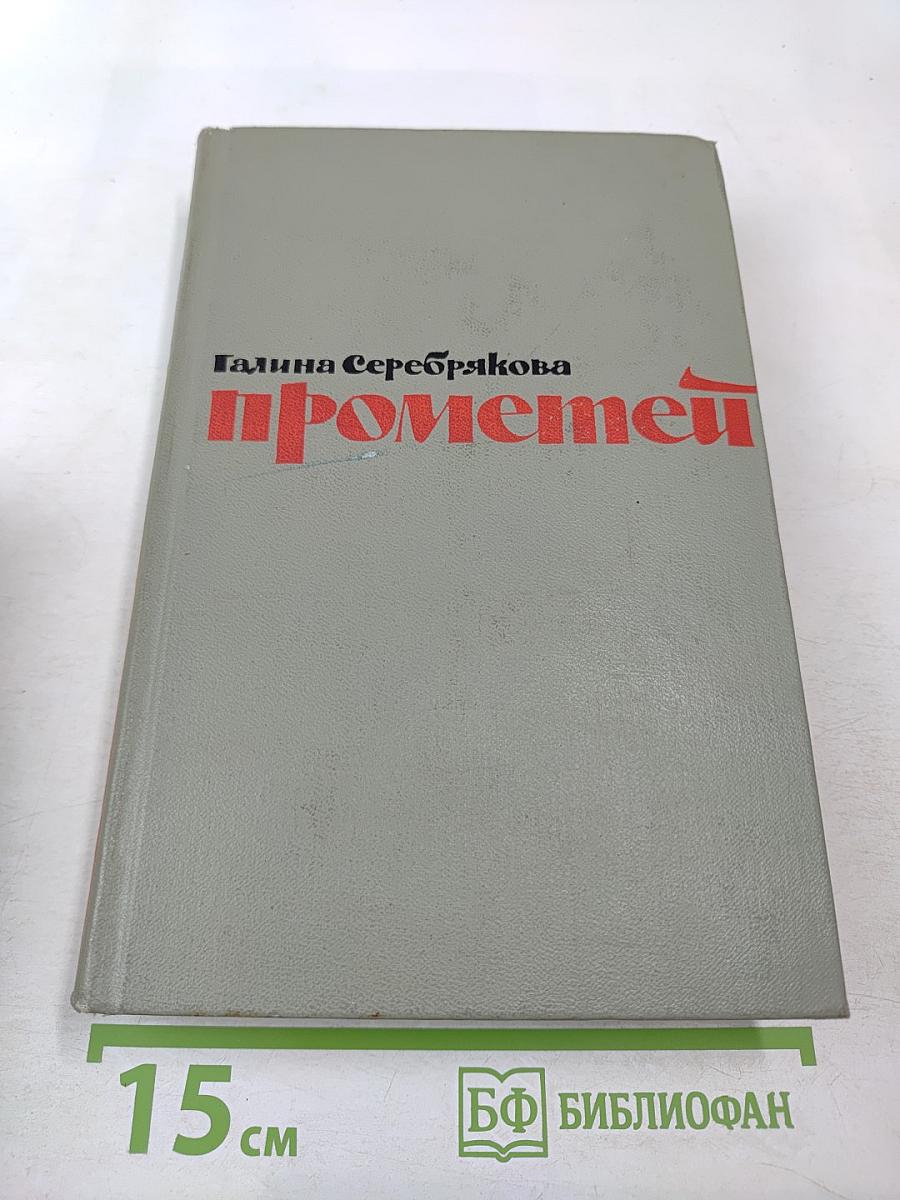 Галина Серебрякова
Прометей
15 см
БФ БИБЛИОФАН